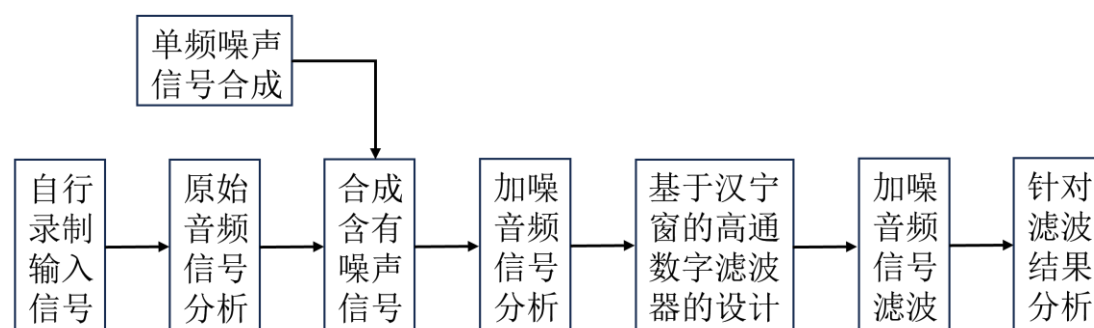 单频噪声
信号合成
自行
录制
输入
信号
原始
音频
信号
分析
合成
含有
噪声
信号
加噪
音频
信号
分析
基于汉宁
窗的高通
数字滤波
器的设计
加噪
音频
信号
滤波
针对
滤波
结果
分析